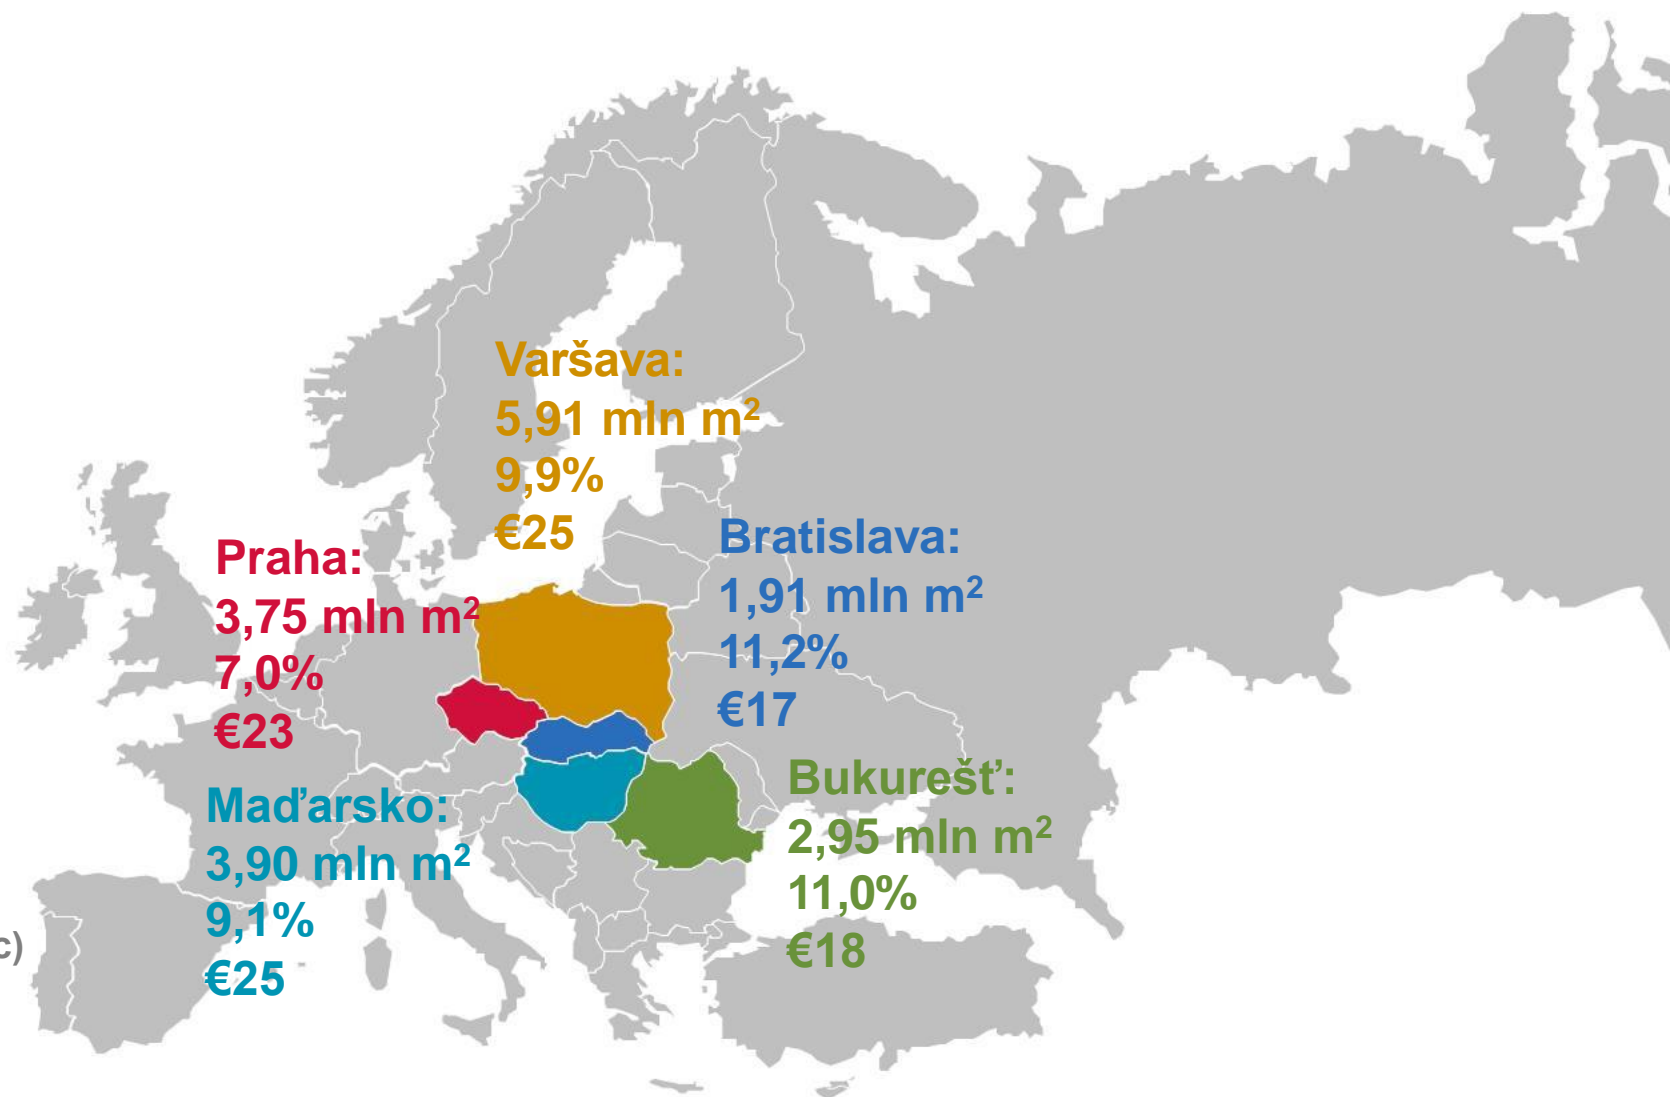 Varšava:
5,91 mln m²
9,9%
€25
Praha:
3,75 mln m²
7,0%
€23
Bratislava:
1,91 mln m²
11,2%
€17
Maďarsko:
3,90 mln m²
9,1%
€25
Bukurešť:
2,95 mln m²
11,0%
€18
c)